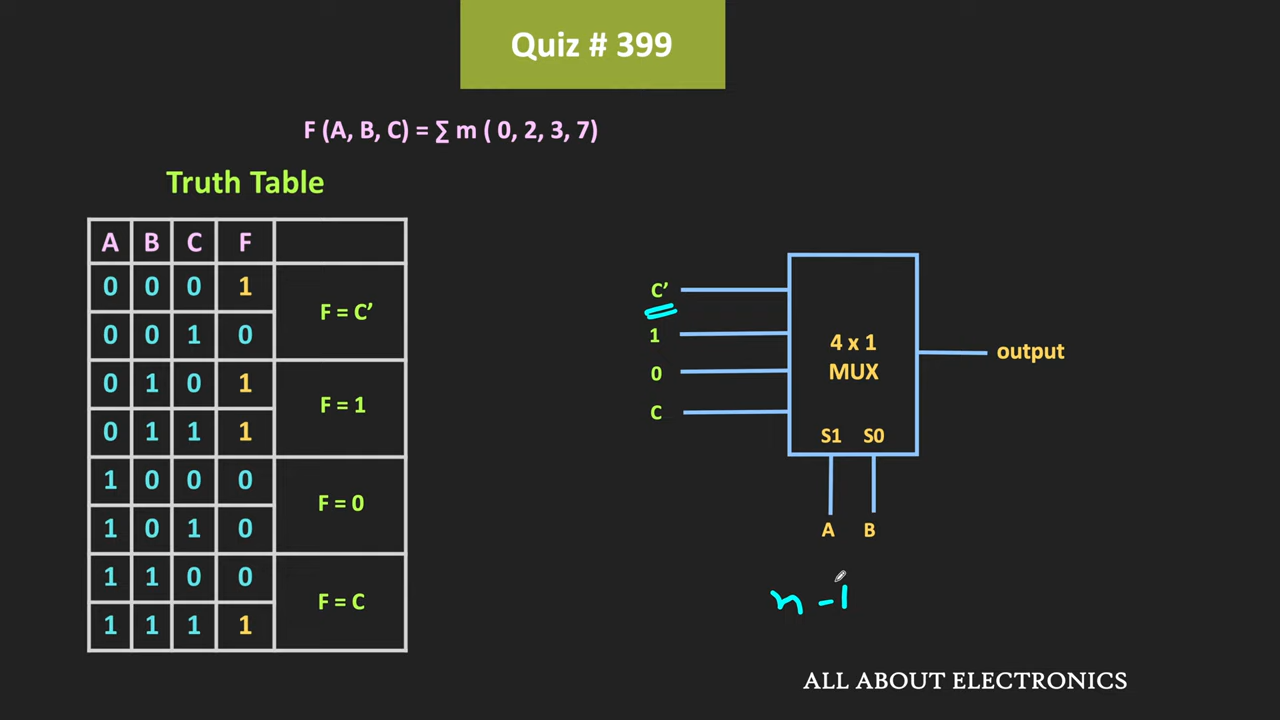 Quiz # 399
F (A, B, C) = ∑ m ( 0, 2, 3, 7)
Truth Table
A B C F
0 0 0 1
F = C’
0 0 1 0
0 1 0 1
F = 1
0 1 1 1
1 0 0 0
F = 0
1 0 1 0
1 1 0 0
F = C
1 1 1 1
C’
1
0
C
4 x 1
MUX
S1 S0
output
A B
n - 1
ALL ABOUT ELECTRONICS